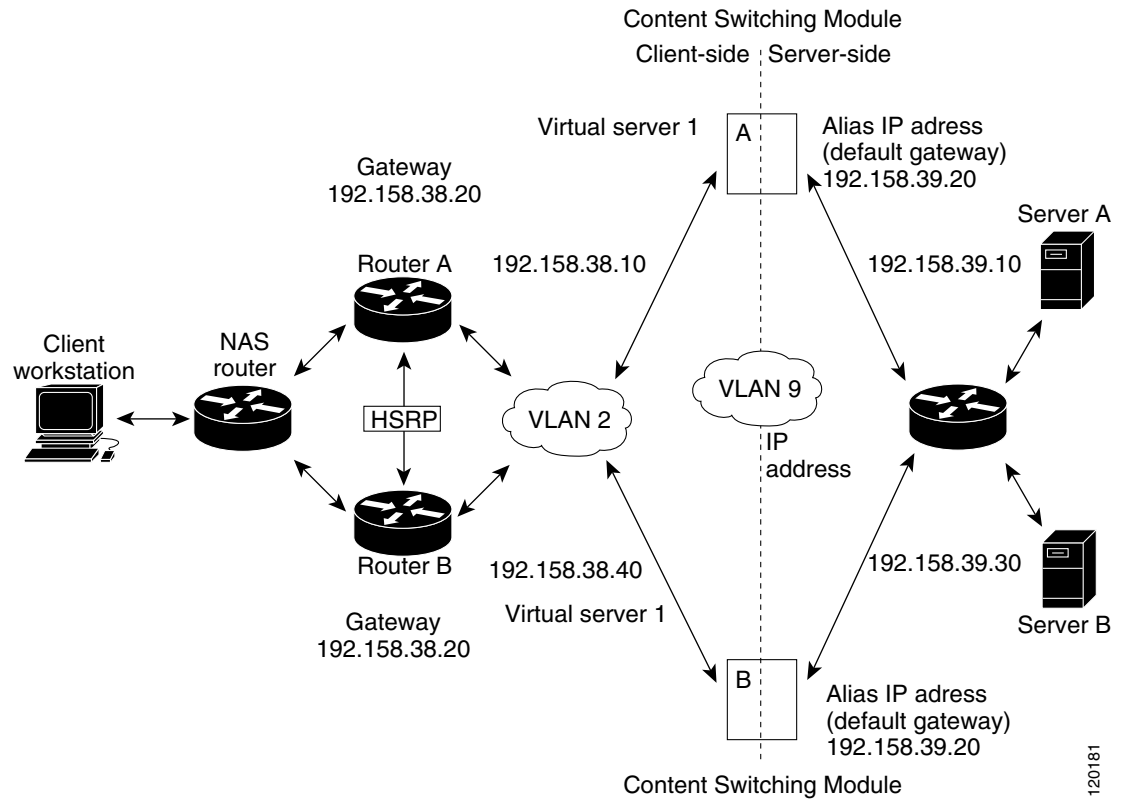 Content Switching Module
Client-side
Server-side
Virtual server 1
A
Alias IP adress
(default gateway)
192.158.39.20
Gateway
192.158.38.20
Server A
Router A
192.158.38.10
192.158.39.10
Client
workstation
NAS
router
HSRP
VLAN 2
VLAN 9
IP
address
Router B
192.158.38.40
192.158.39.30
Virtual server 1
Gateway
192.158.38.20
Server B
B
Alias IP adress
(default gateway)
192.158.39.20
Content Switching Module
120181